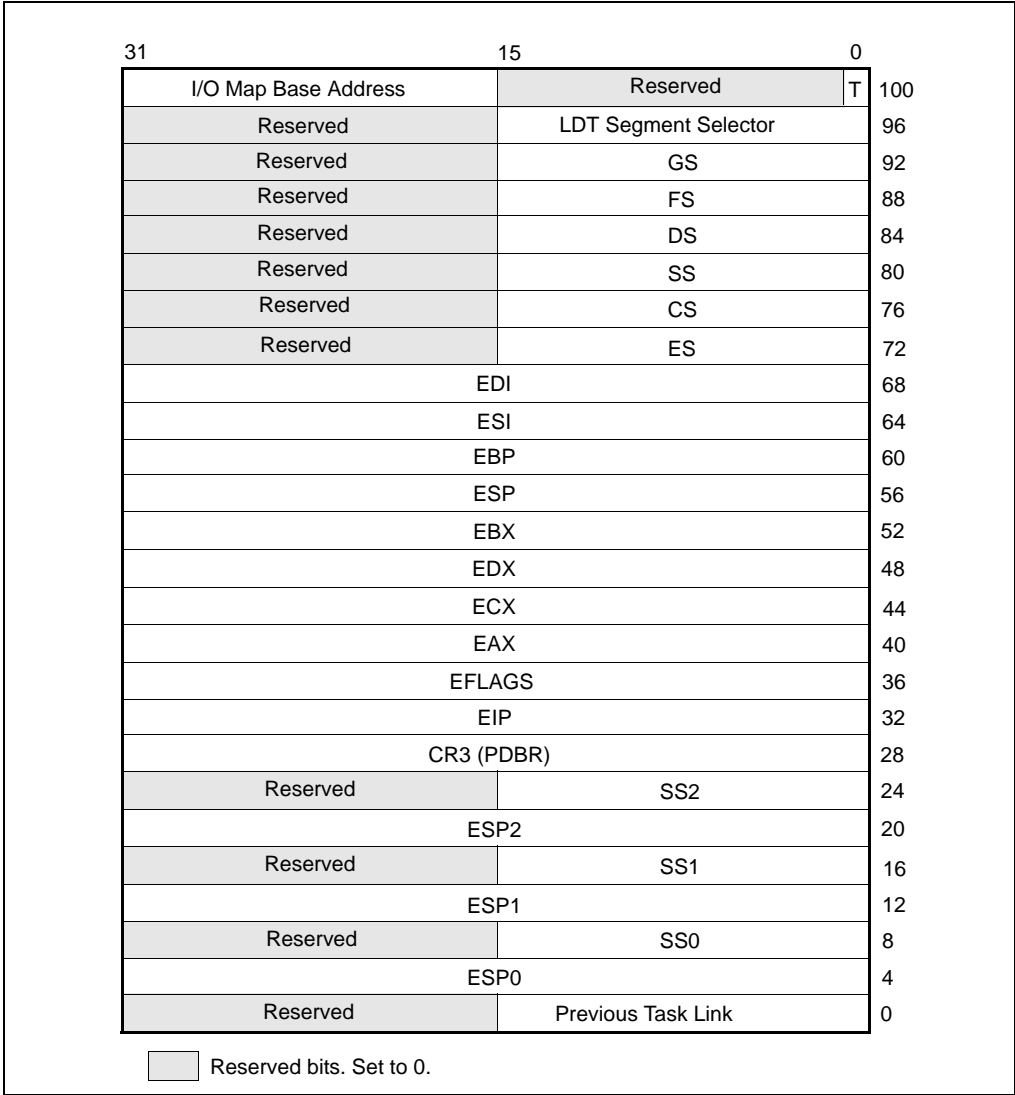 31 15 0
I/O Map Base Address Reserved T 100
Reserved LDT Segment Selector 96
Reserved GS 92
Reserved FS 88
Reserved DS 84
Reserved SS 80
Reserved CS 76
Reserved ES 72
EDI 68
ESI 64
EBP 60
ESP 56
EBX 52
EDX 48
ECX 44
EAX 40
EFLAGS 36
EIP 32
CR3 (PDBR) 28
Reserved SS2 24
ESP2 20
Reserved SS1 16
ESP1 12
Reserved SS0 8
ESP0 4
Reserved Previous Task Link 0
Reserved bits. Set to 0.